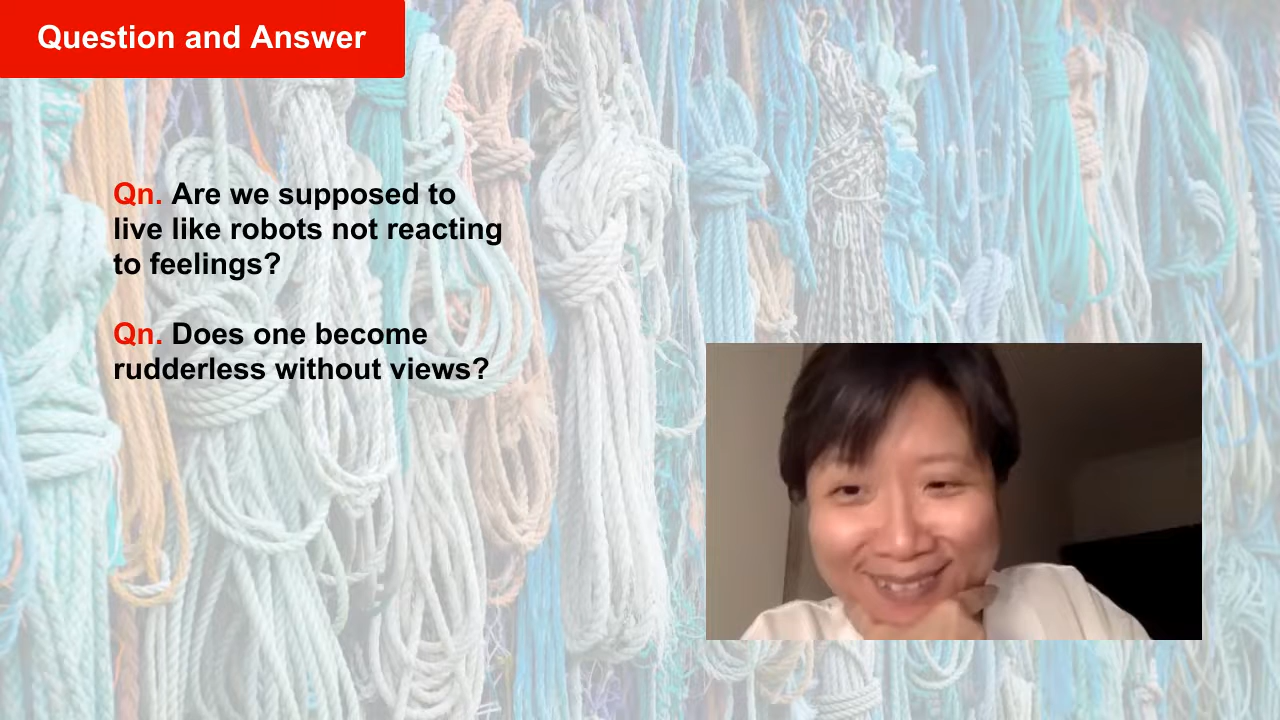 Question and Answer
Qn. Are we supposed to
live like robots not reacting
to feelings?
Qn. Does one become
rudderless without views?